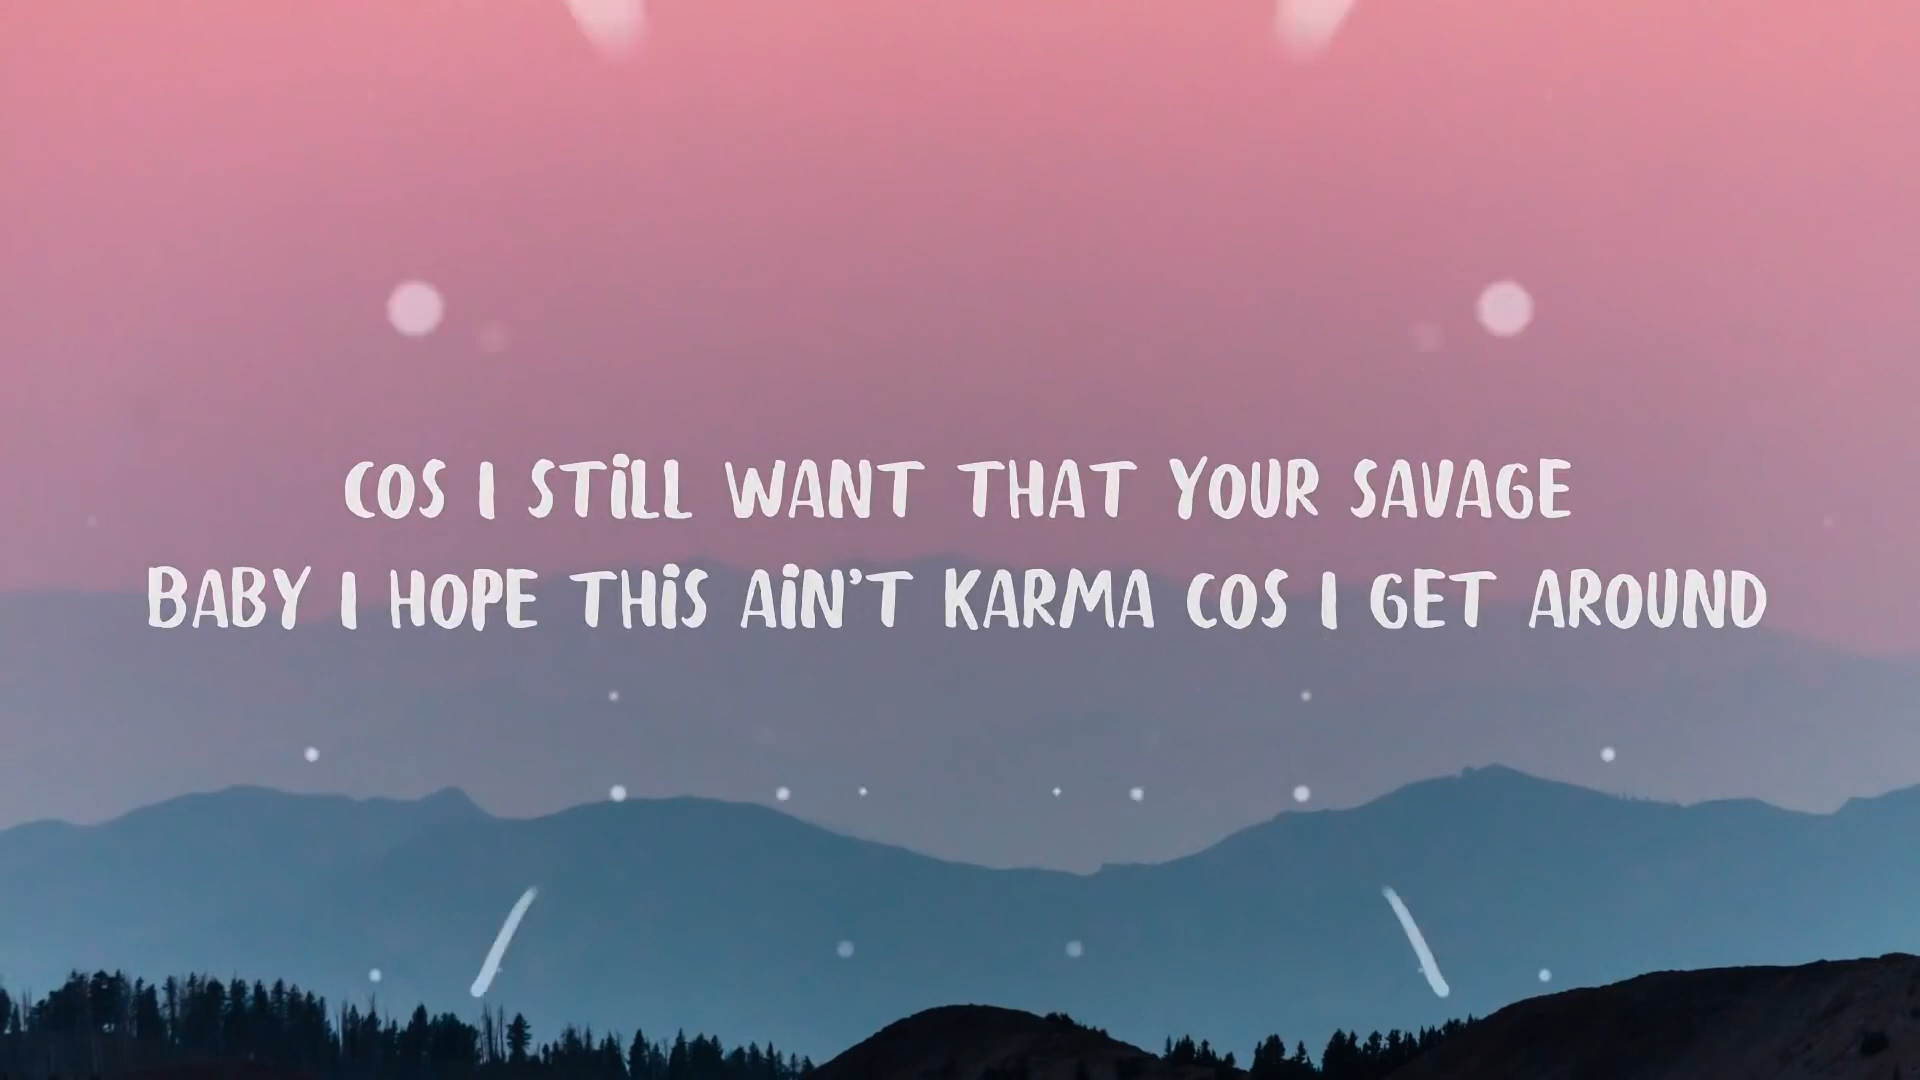 COS I STiLL WANT THAT YOUR SAVAGE
BABY I HOPE THiS AiN'T KARMA COS I GET AROUND